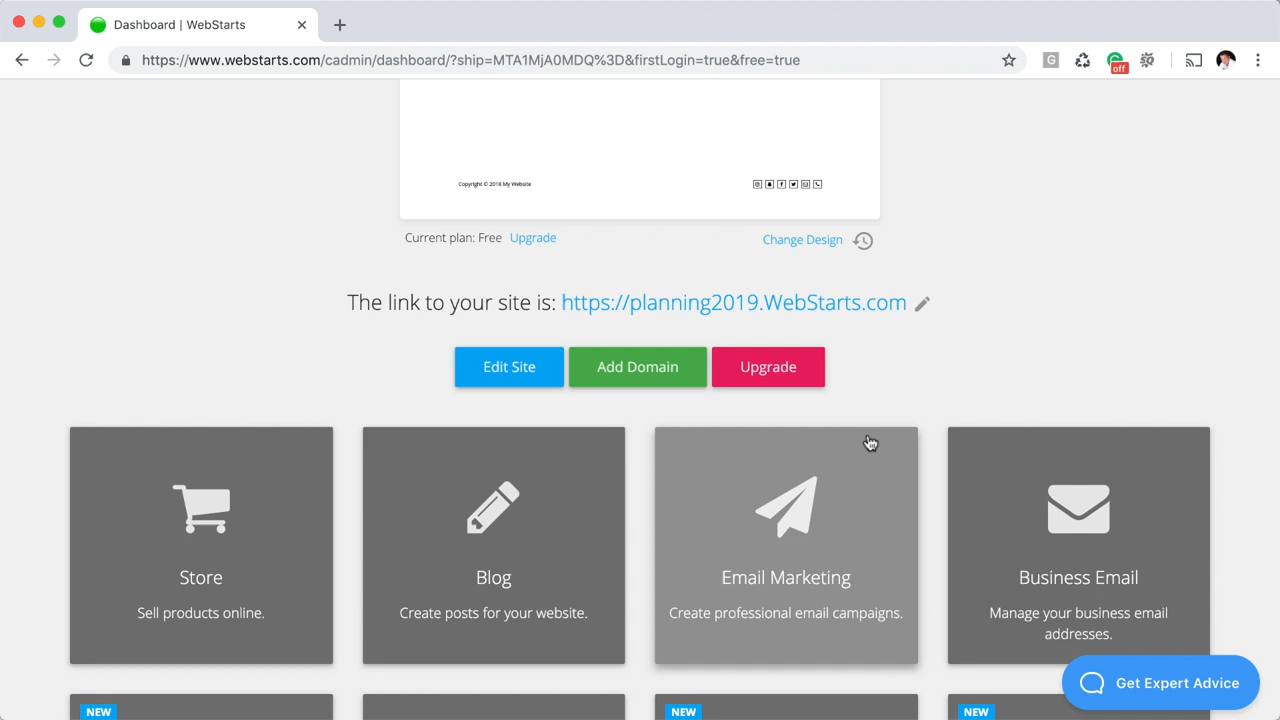 Dashboard | WebStarts
https://www.webstarts.com/cadmin/dashboard/?ship=MTA1MjA0MDQ%3D&firstLogin=true&free=true
G
off
Copyright © 2018 My Website
Current plan: Free Upgrade
Change Design
The link to your site is: https://planning2019.WebStarts.com
Edit Site
Add Domain
Upgrade
Store
Sell products online.
Blog
Create posts for your website.
Email Marketing
Create professional email campaigns.
Business Email
Manage your business email
addresses.
Get Expert Advice
NEW
NEW
NEW